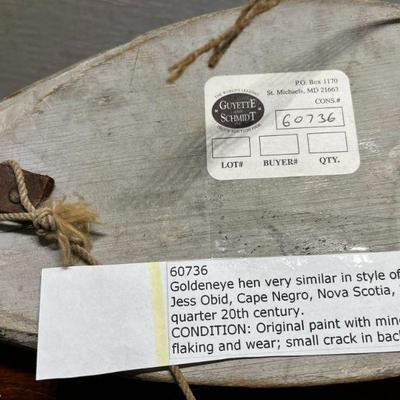 P.O. Box 1170
St. Michaels, MD 21663
CONS.#
THE WORLD'S LEADING
GUYETTE
AND
SCHMIDT
INC.
DECOY AUCTION FIRM
60736
LOT#
BUYER#
QTY.
60736
Goldeneye hen very similar in style of
Jess Obid, Cape Negro, Nova Scotia,
quarter 20th century.
CONDITION: Original paint with
flaking and wear; small crack in